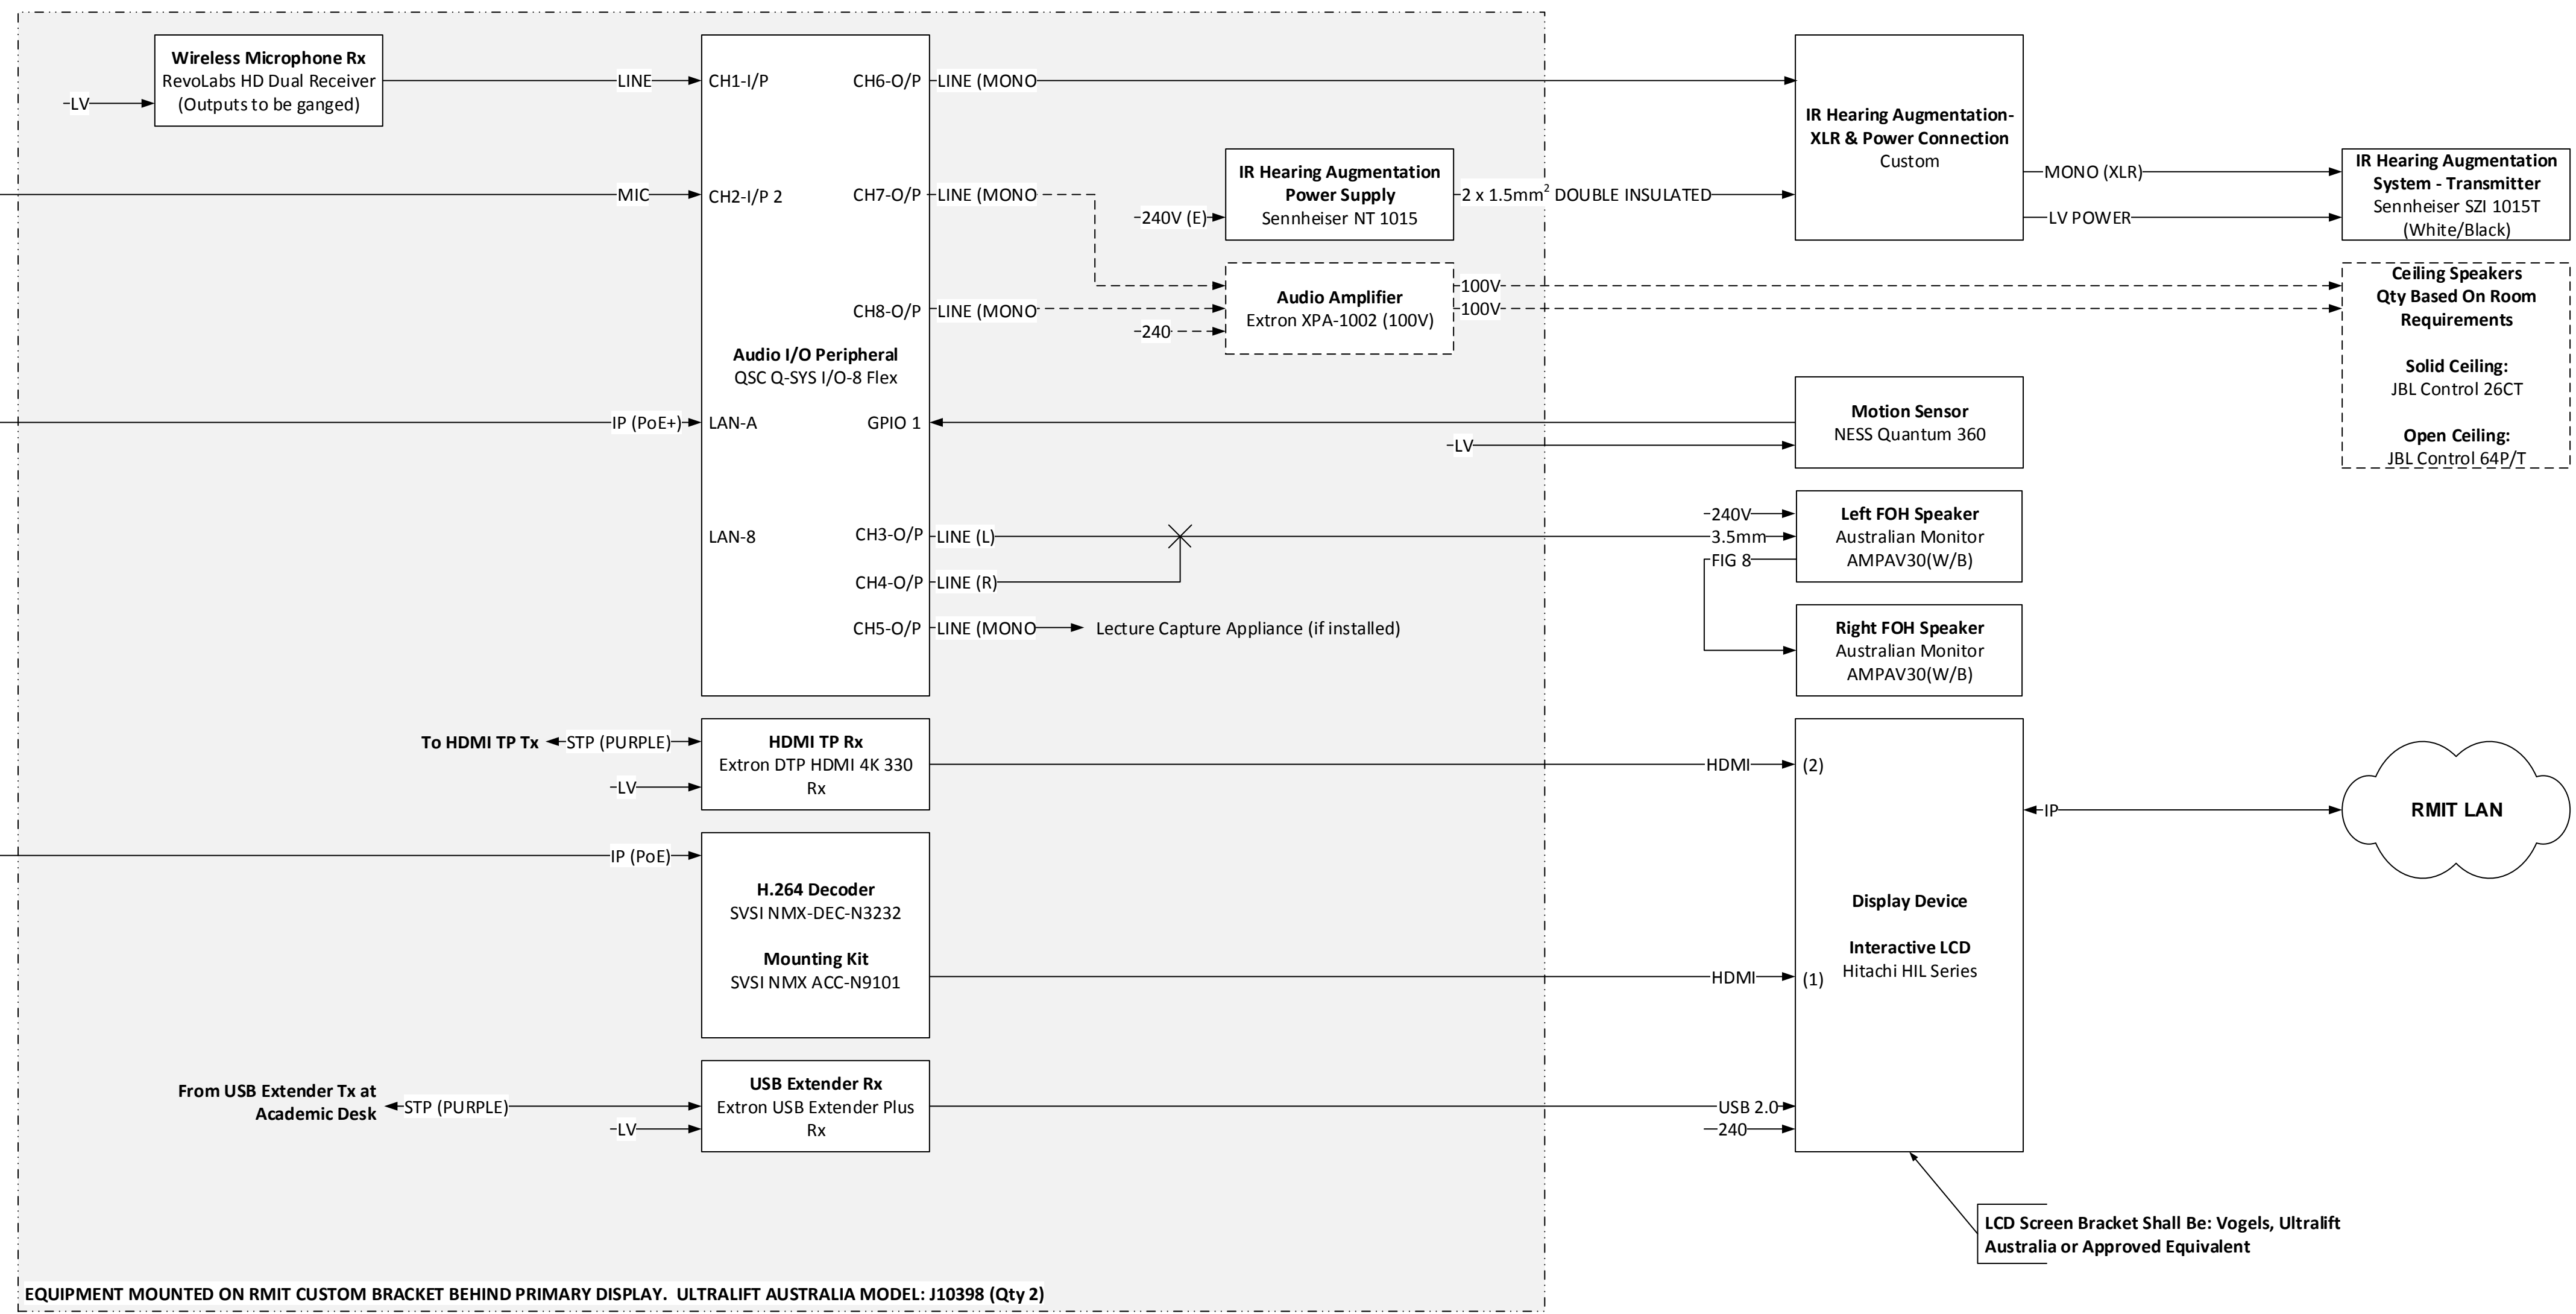 Wireless Microphone Rx
RevoLabs HD Dual Receiver
(Outputs to be ganged)
LV
LINE
MIC
IP (PoE+)
CH1-I/P
CH2-I/P 2
LAN-A
LAN-8
CH6-O/P
CH7-O/P
CH8-O/P
Audio I/O Peripheral
QSC Q-SYS I/O-8 Flex
GPIO 1
CH3-O/P
CH4-O/P
CH5-O/P
LINE (MONO
LINE (MONO
LINE (MONO
LINE (L)
LINE (R)
LINE (MONO
Lecture Capture Appliance (if installed)
240V (E)
IR Hearing Augmentation
Power Supply
Sennheiser NT 1015
2 x 1.5mm2 DOUBLE INSULATED
240
Audio Amplifier
Extron XPA-1002 (100V)
100V
100V
IR Hearing Augmentation-
XLR & Power Connection
Custom
MONO (XLR)
LV POWER
IR Hearing Augmentation
System - Transmitter
Sennheiser SZI 1015T
(White/Black)
Ceiling Speakers
Qty Based On Room
Requirements
Solid Ceiling:
JBL Control 26CT
Open Ceiling:
JBL Control 64P/T
LV
Motion Sensor
NESS Quantum 360
240V
3.5mm
FIG 8
Left FOH Speaker
Australian Monitor
AMPAV30(W/B)
Right FOH Speaker
Australian Monitor
AMPAV30(W/B)
To HDMI TP Tx
STP (PURPLE)
LV
HDMI TP Rx
Extron DTP HDMI 4K 330
Rx
HDMI
(2)
IP (PoE)
H.264 Decoder
SVSI NMX-DEC-N3232
Mounting Kit
SVSI NMX ACC-N9101
HDMI
(1)
Display Device
Interactive LCD
Hitachi HIL Series
IP
RMIT LAN
From USB Extender Tx at
Academic Desk
STP (PURPLE)
LV
USB Extender Rx
Extron USB Extender Plus
Rx
USB 2.0
240
LCD Screen Bracket Shall Be: Vogels, Ultralift
Australia or Approved Equivalent
EQUIPMENT MOUNTED ON RMIT CUSTOM BRACKET BEHIND PRIMARY DISPLAY. ULTRALIFT AUSTRALIA MODEL: J10398 (Qty 2)